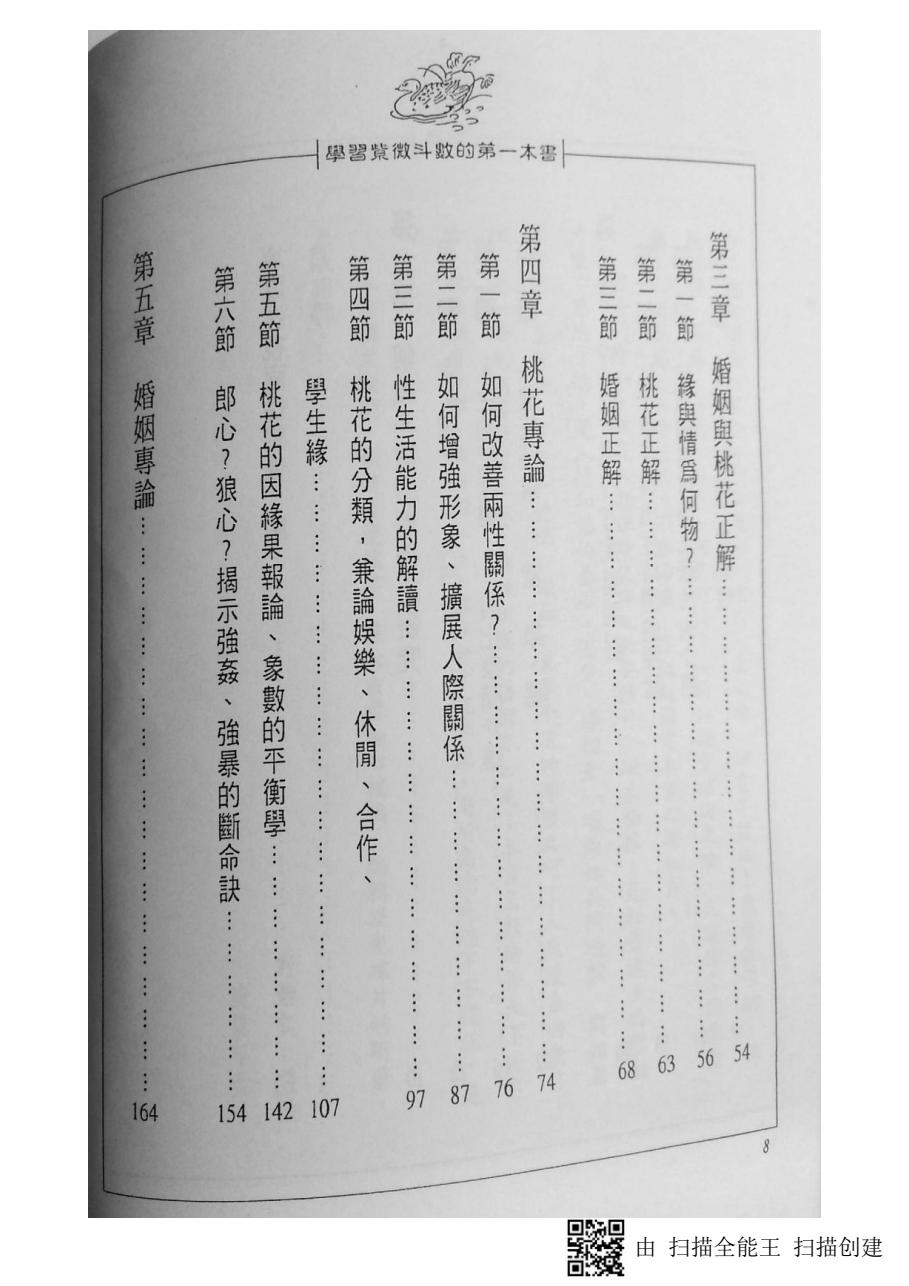 學習紫微斗數的第一本書
第三章 婚姻與桃花正解……………………………………54
第一節 緣與情爲何物?……………………………………56
第二節 桃花正解……………………………………63
第三節 婚姻正解……………………………………68
第四章 桃花專論……………………………………74
第一節 如何改善兩性關係?……………………………………76
第二節 如何增強形象、擴展人際關係……………………………………87
第三節 性生活能力的解讀……………………………………97
第四節 桃花的分類,兼論娛樂、休閒、合作、
學生緣……………………………………107
第五節 桃花的因緣果報論、象數的平衡學……………………………………142
第六節 郎心?狼心?揭示強姦、強暴的斷命訣……………………………………154
第五章 婚姻專論……………………………………164
8
由 扫描全能王 扫描创建